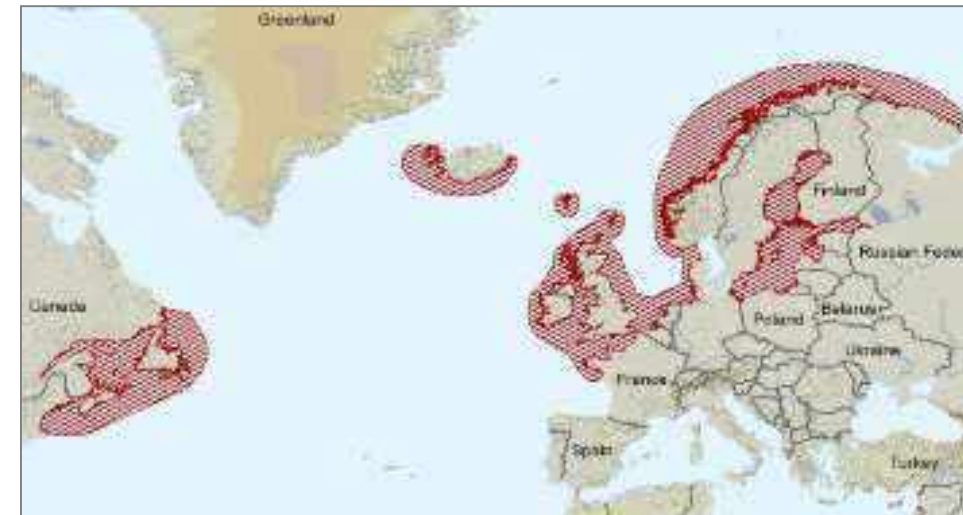 Greenland
Finland
Russian Feder
Canada
Poland
Belarus
Ukraine
France
Spain
Turkey